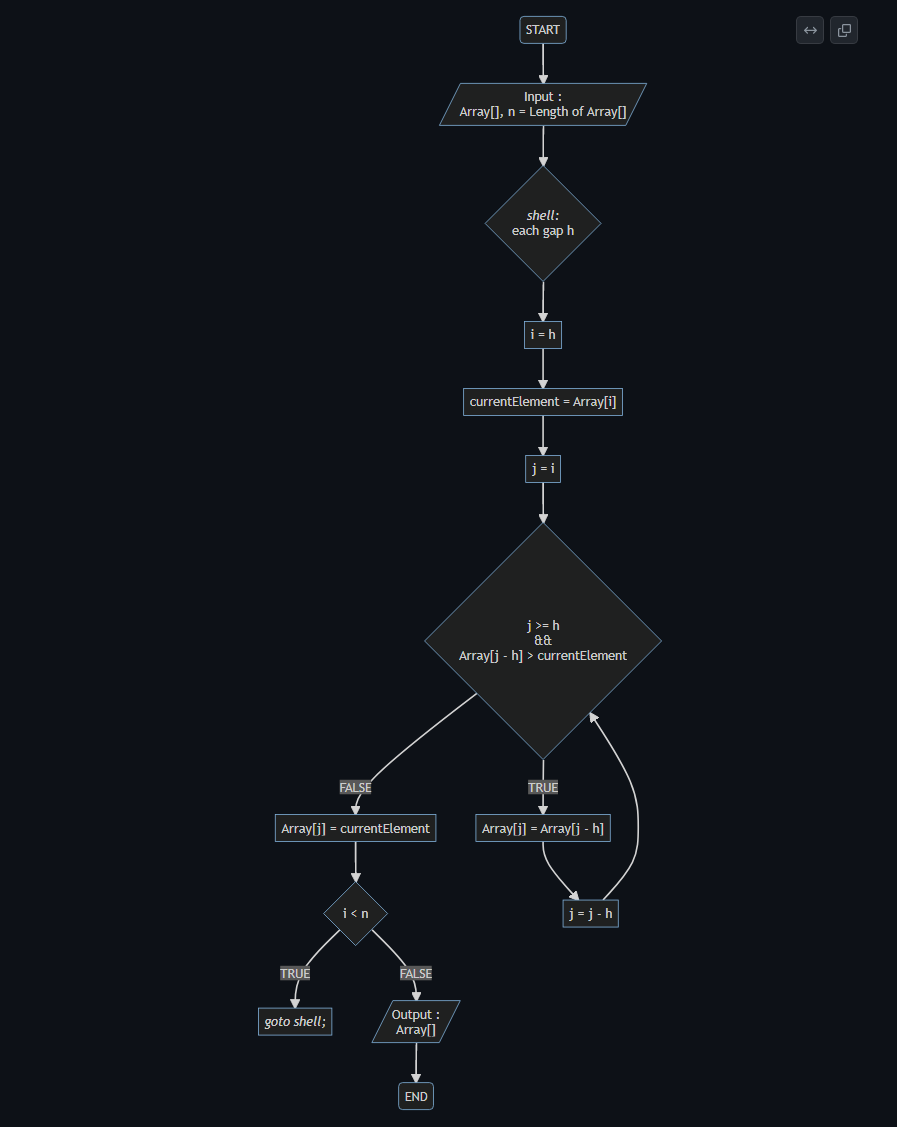 START
Input :
Array[], n = Length of Array[]
shell:
each gap h
i = h
currentElement = Array[i]
j = i
j >= h
&&
Array[j - h] > currentElement
FALSE
TRUE
Array[j] = currentElement
Array[j] = Array[j - h]
i < n
j = j - h
TRUE
FALSE
goto shell;
Output :
Array[]
END